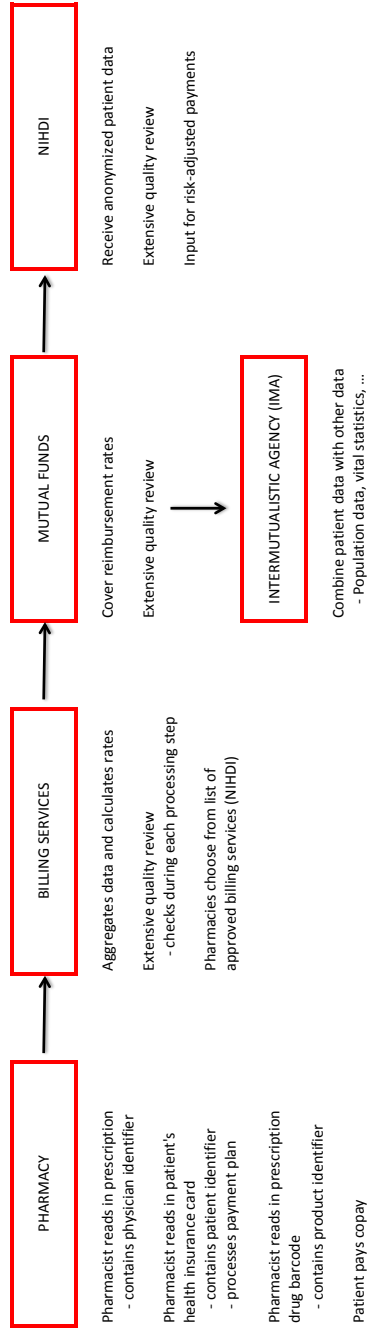 PHARMACY
Pharmacist reads in prescription
- contains physician identifier
Pharmacist reads in patient's
health insurance card
- contains patient identifier
- processes payment plan
Pharmacist reads in prescription
drug barcode
- contains product identifier
Patient pays copay
BILLING SERVICES
Aggregates data and calculates rates
Extensive quality review
- checks during each processing step
Pharmacies choose from list of
approved billing services (NIHDI)
MUTUAL FUNDS
Cover reimbursement rates
Extensive quality review
INTERMUTUALISTIC AGENCY (IMA)
Combine patient data with other data
- Population data, vital statistics, ...
NIHDI
Receive anonymized patient data
Extensive quality review
Input for risk-adjusted payments